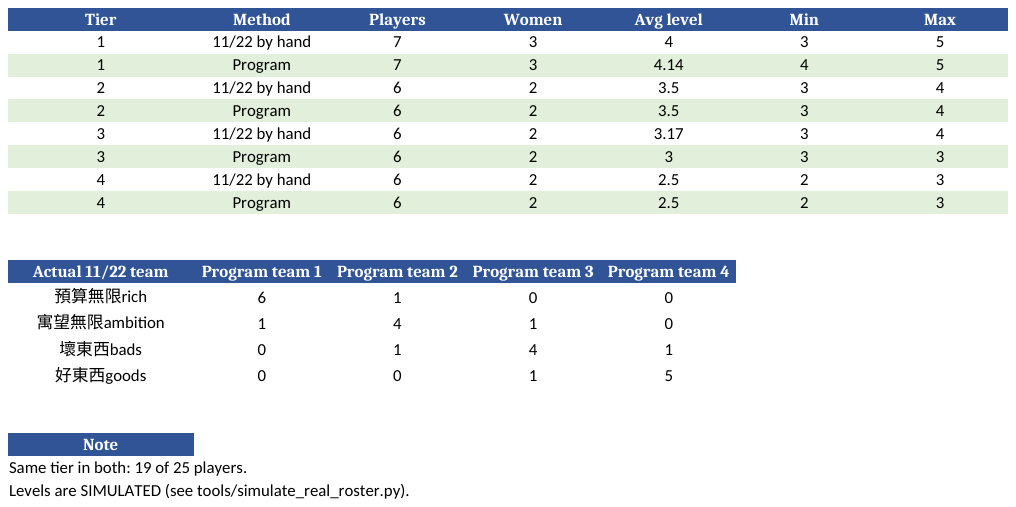 Tier Method Players Women Avg level Min Max
1 11/22 by hand 7 3 4 3 5
1 Program 7 3 4.14 4 5
2 11/22 by hand 6 2 3.5 3 4
2 Program 6 2 3.5 3 4
3 11/22 by hand 6 2 3.17 3 4
3 Program 6 2 3 3 3
4 11/22 by hand 6 2 2.5 2 3
4 Program 6 2 2.5 2 3
Actual 11/22 team Program team 1 Program team 2 Program team 3 Program team 4
預算無限rich 6 1 0 0
寓望無限ambition 1 4 1 0
壞東西bads 0 1 4 1
好東西goods 0 0 1 5
Note
Same tier in both: 19 of 25 players.
Levels are SIMULATED (see tools/simulate_real_roster.py).